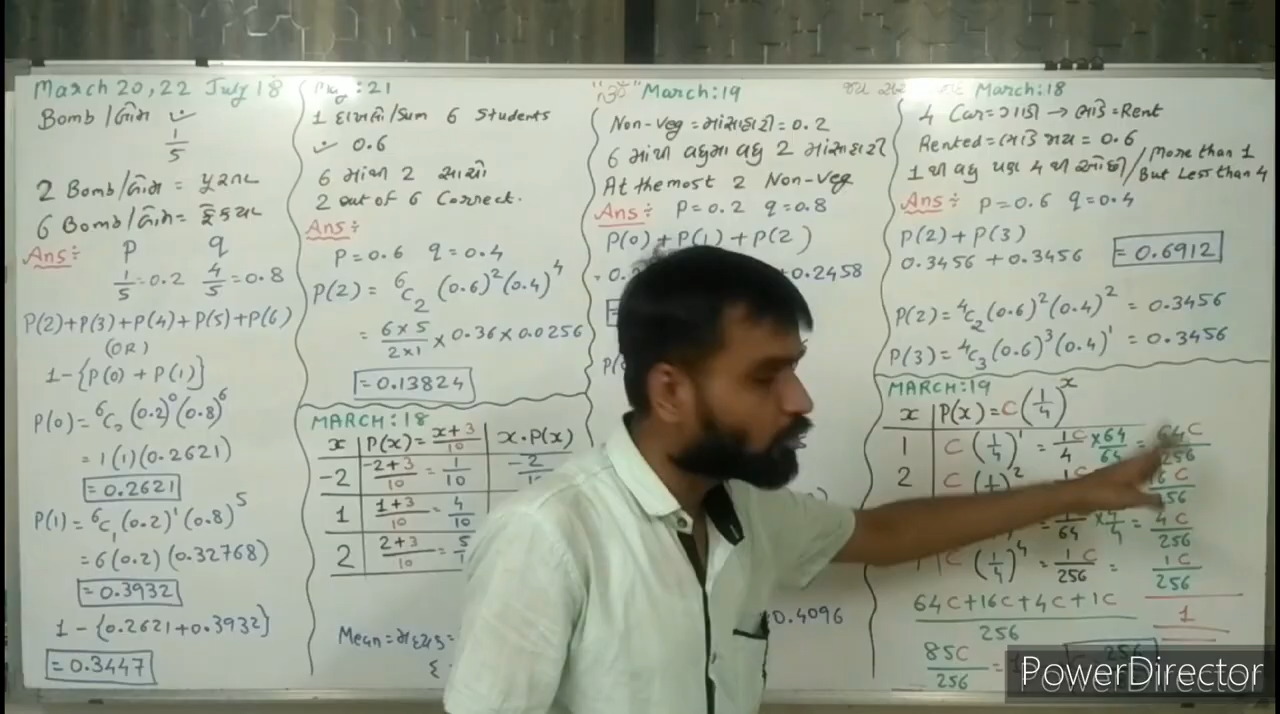 March 20, 22 July 18
Bomb/બોમ્બ
1/5
2 Bomb/બોમ્બ =
6 Bomb/બોમ્બ =
Ans:-
P q
1/5 = 0.2 4/5 = 0.8
P(2)+P(3)+P(4)+P(5)+P(6)
(OR)
1-{P(0) + P(1)}
P(0) = ⁶C₀ (0.2)⁰ (0.8)⁶
= 1(1)(0.2621)
= 0.2621
P(1) = ⁶C₁ (0.2)¹ (0.8)⁵
= 6(0.2)(0.32768)
= 0.3932
1 - {0.2621+0.3932}
= 0.3447
: 21
1 દાખલો/Sum 6 Students
0.6
6 માંથી 2 સાચો
2 out of 6 Correct.
Ans:-
P = 0.6 q = 0.4
P(2) = ⁶C₂ (0.6)² (0.4)⁴
= 6×5/2×1 × 0.36 × 0.0256
= 0.13824
MARCH: 18
x | P(x) = x+3/10 | x·P(x)
-2 | -2+3/10 = 1/10 | -2/
1 | 1+3/10 = 4/10
2 | 2+3/10 = 5/1
Mean = મધ્યક =
March: 19
Non-Veg = માંસાહારી = 0.2
6 માંથી વધુમાં વધુ 2 માંસાહારી
At the most 2 Non-Veg
Ans:- P = 0.2 q = 0.8
P(0) + P(1) + P(2)
= 0.2 +0.2458
0.4096
March: 18
4 Car = ગાડી → ભાડે = Rent
Rented = ભાડે જાય = 0.6
1 થી વધુ પણ 4 થી ઓછી / More than 1 But Less than 4
Ans:- P = 0.6 q = 0.4
P(2) + P(3)
0.3456 + 0.3456 = 0.6912
P(2) = ⁴C₂ (0.6)² (0.4)² = 0.3456
P(3) = ⁴C₃ (0.6)³ (0.4)¹ = 0.3456
MARCH: 19
x | P(x) = C (1/4)ˣ
1 | C (1/4)¹ = 1C/4 × 64/64 = 64C/256
2 | C (1/4)² 1C 16C/256
1/64 × 4/4 = 4C/256
C (1/4)⁴ = 1C/256 = 1C/256
64C+16C+4C+1C/256 1
85C/256 = 1 256
PowerDirector